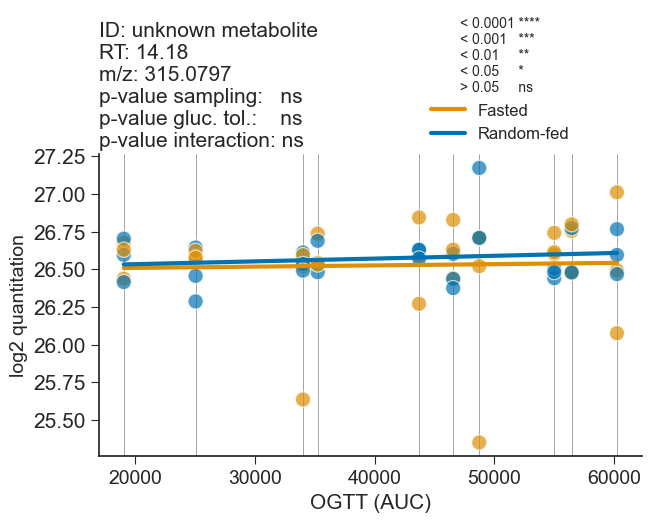 ID: unknown metabolite
RT: 14.18
m/z: 315.0797
p-value sampling: ns
p-value gluc. tol.: ns
p-value interaction: ns
< 0.0001 ****
< 0.001 ***
< 0.01 **
< 0.05 *
> 0.05 ns
Fasted
Random-fed
27.25
27.00
26.75
26.50
26.25
26.00
25.75
25.50
log2 quantitation
20000 30000 40000 50000 60000
OGTT (AUC)